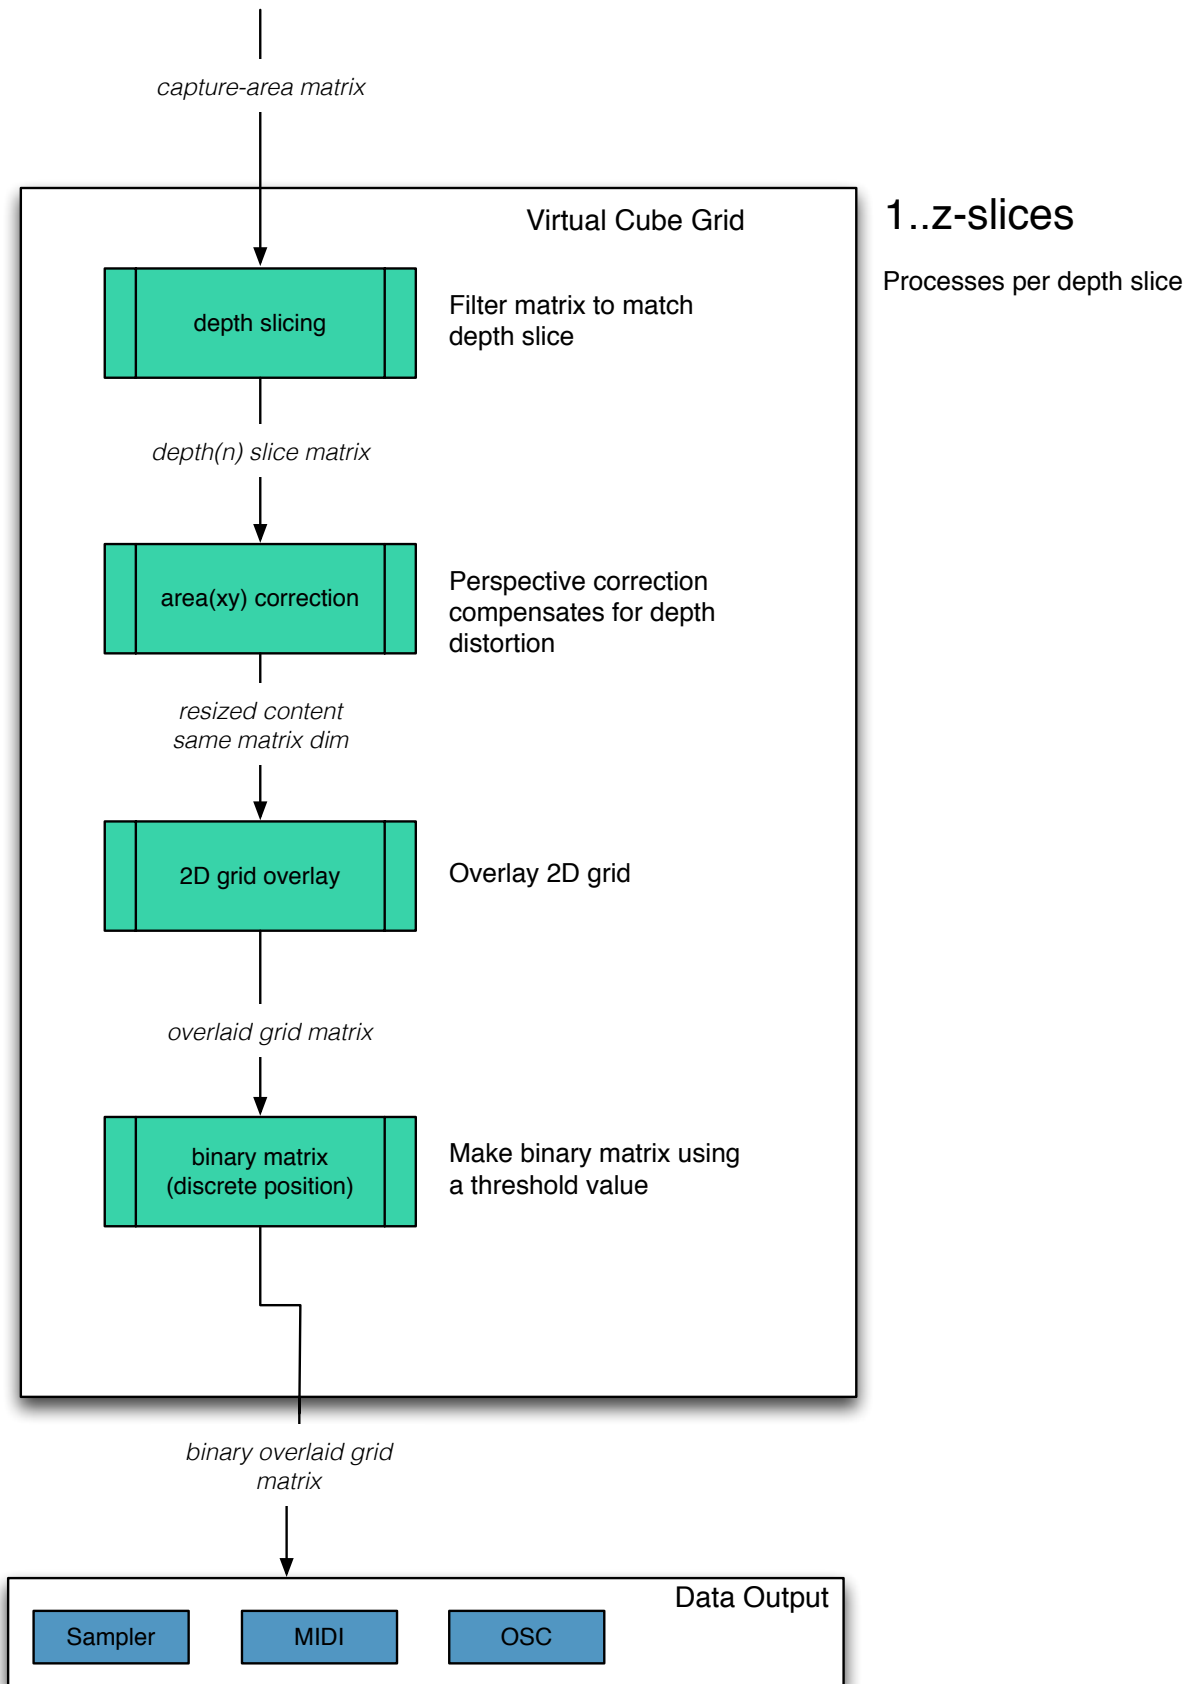 capture-area matrix
Virtual Cube Grid
1..z-slices
Processes per depth slice
depth slicing
Filter matrix to match
depth slice
depth(n) slice matrix
area(xy) correction
Perspective correction
compensates for depth
distortion
resized content
same matrix dim
2D grid overlay
Overlay 2D grid
overlaid grid matrix
binary matrix
(discrete position)
Make binary matrix using
a threshold value
binary overlaid grid
matrix
Data Output
Sampler
MIDI
OSC